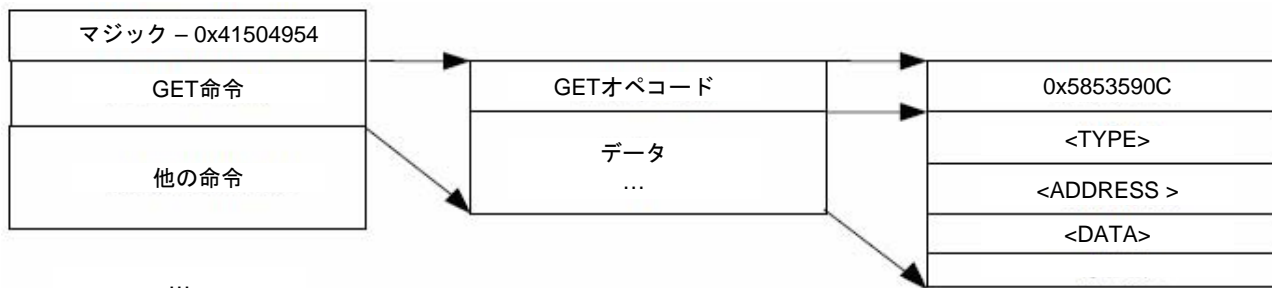 マジック – 0x41504954
GET命令
他の命令
…
GETオペコード
データ
…
0x5853590C
<TYPE>
<ADDRESS >
<DATA>